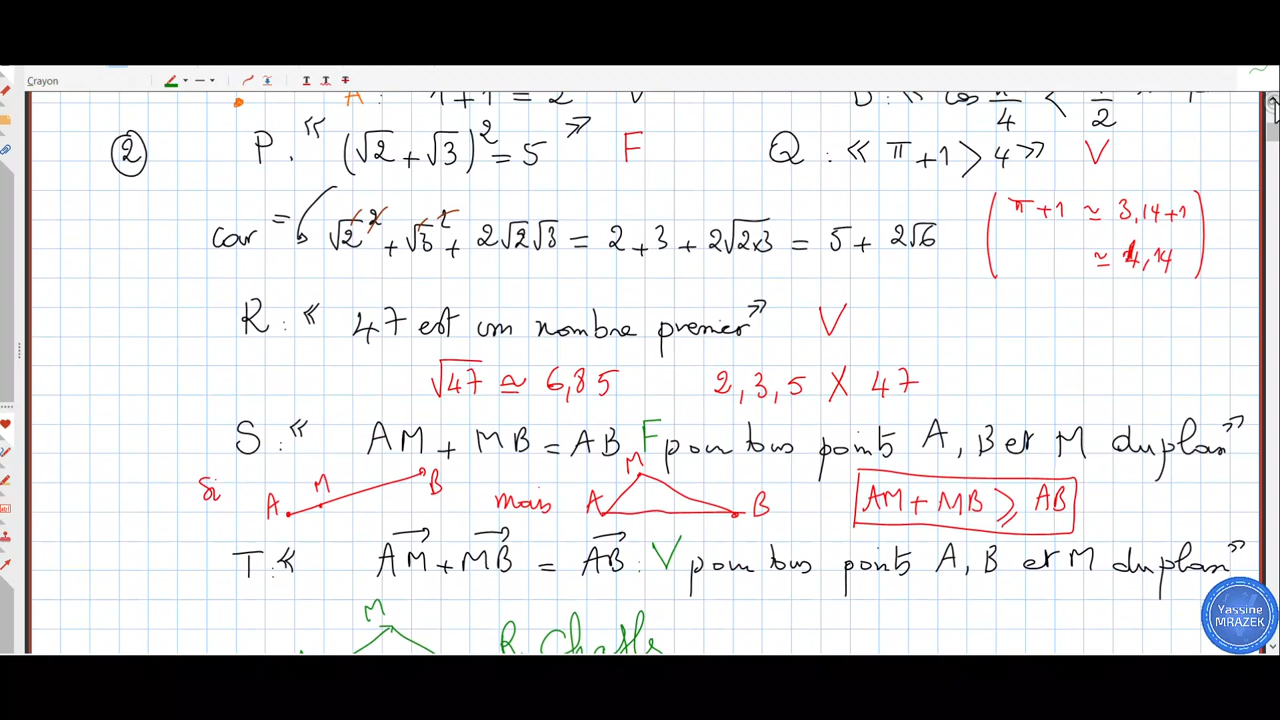 Crayon
A : 1+1 = 2 V
② P. « (√2 + √3)² = 5 » F Q : « π+1 > 4 » V
car = √2² + √3² + 2√2√3 = 2+3 + 2√2x3 = 5 + 2√6
(π+1 ≃ 3,14+1
≃ 4,14)
R : « 47 est un nombre premier » V
√47 ≃ 6,85 2, 3, 5 X 47
S : « AM + MB = AB F pour tous points A, B et M du plan »
Si A M B mais A M B AM + MB ⩾ AB
T : « AM→ + MB→ = AB→ : V pour tous points A, B et M du plan »
M R. Chasle
Yassine
MRAZEK